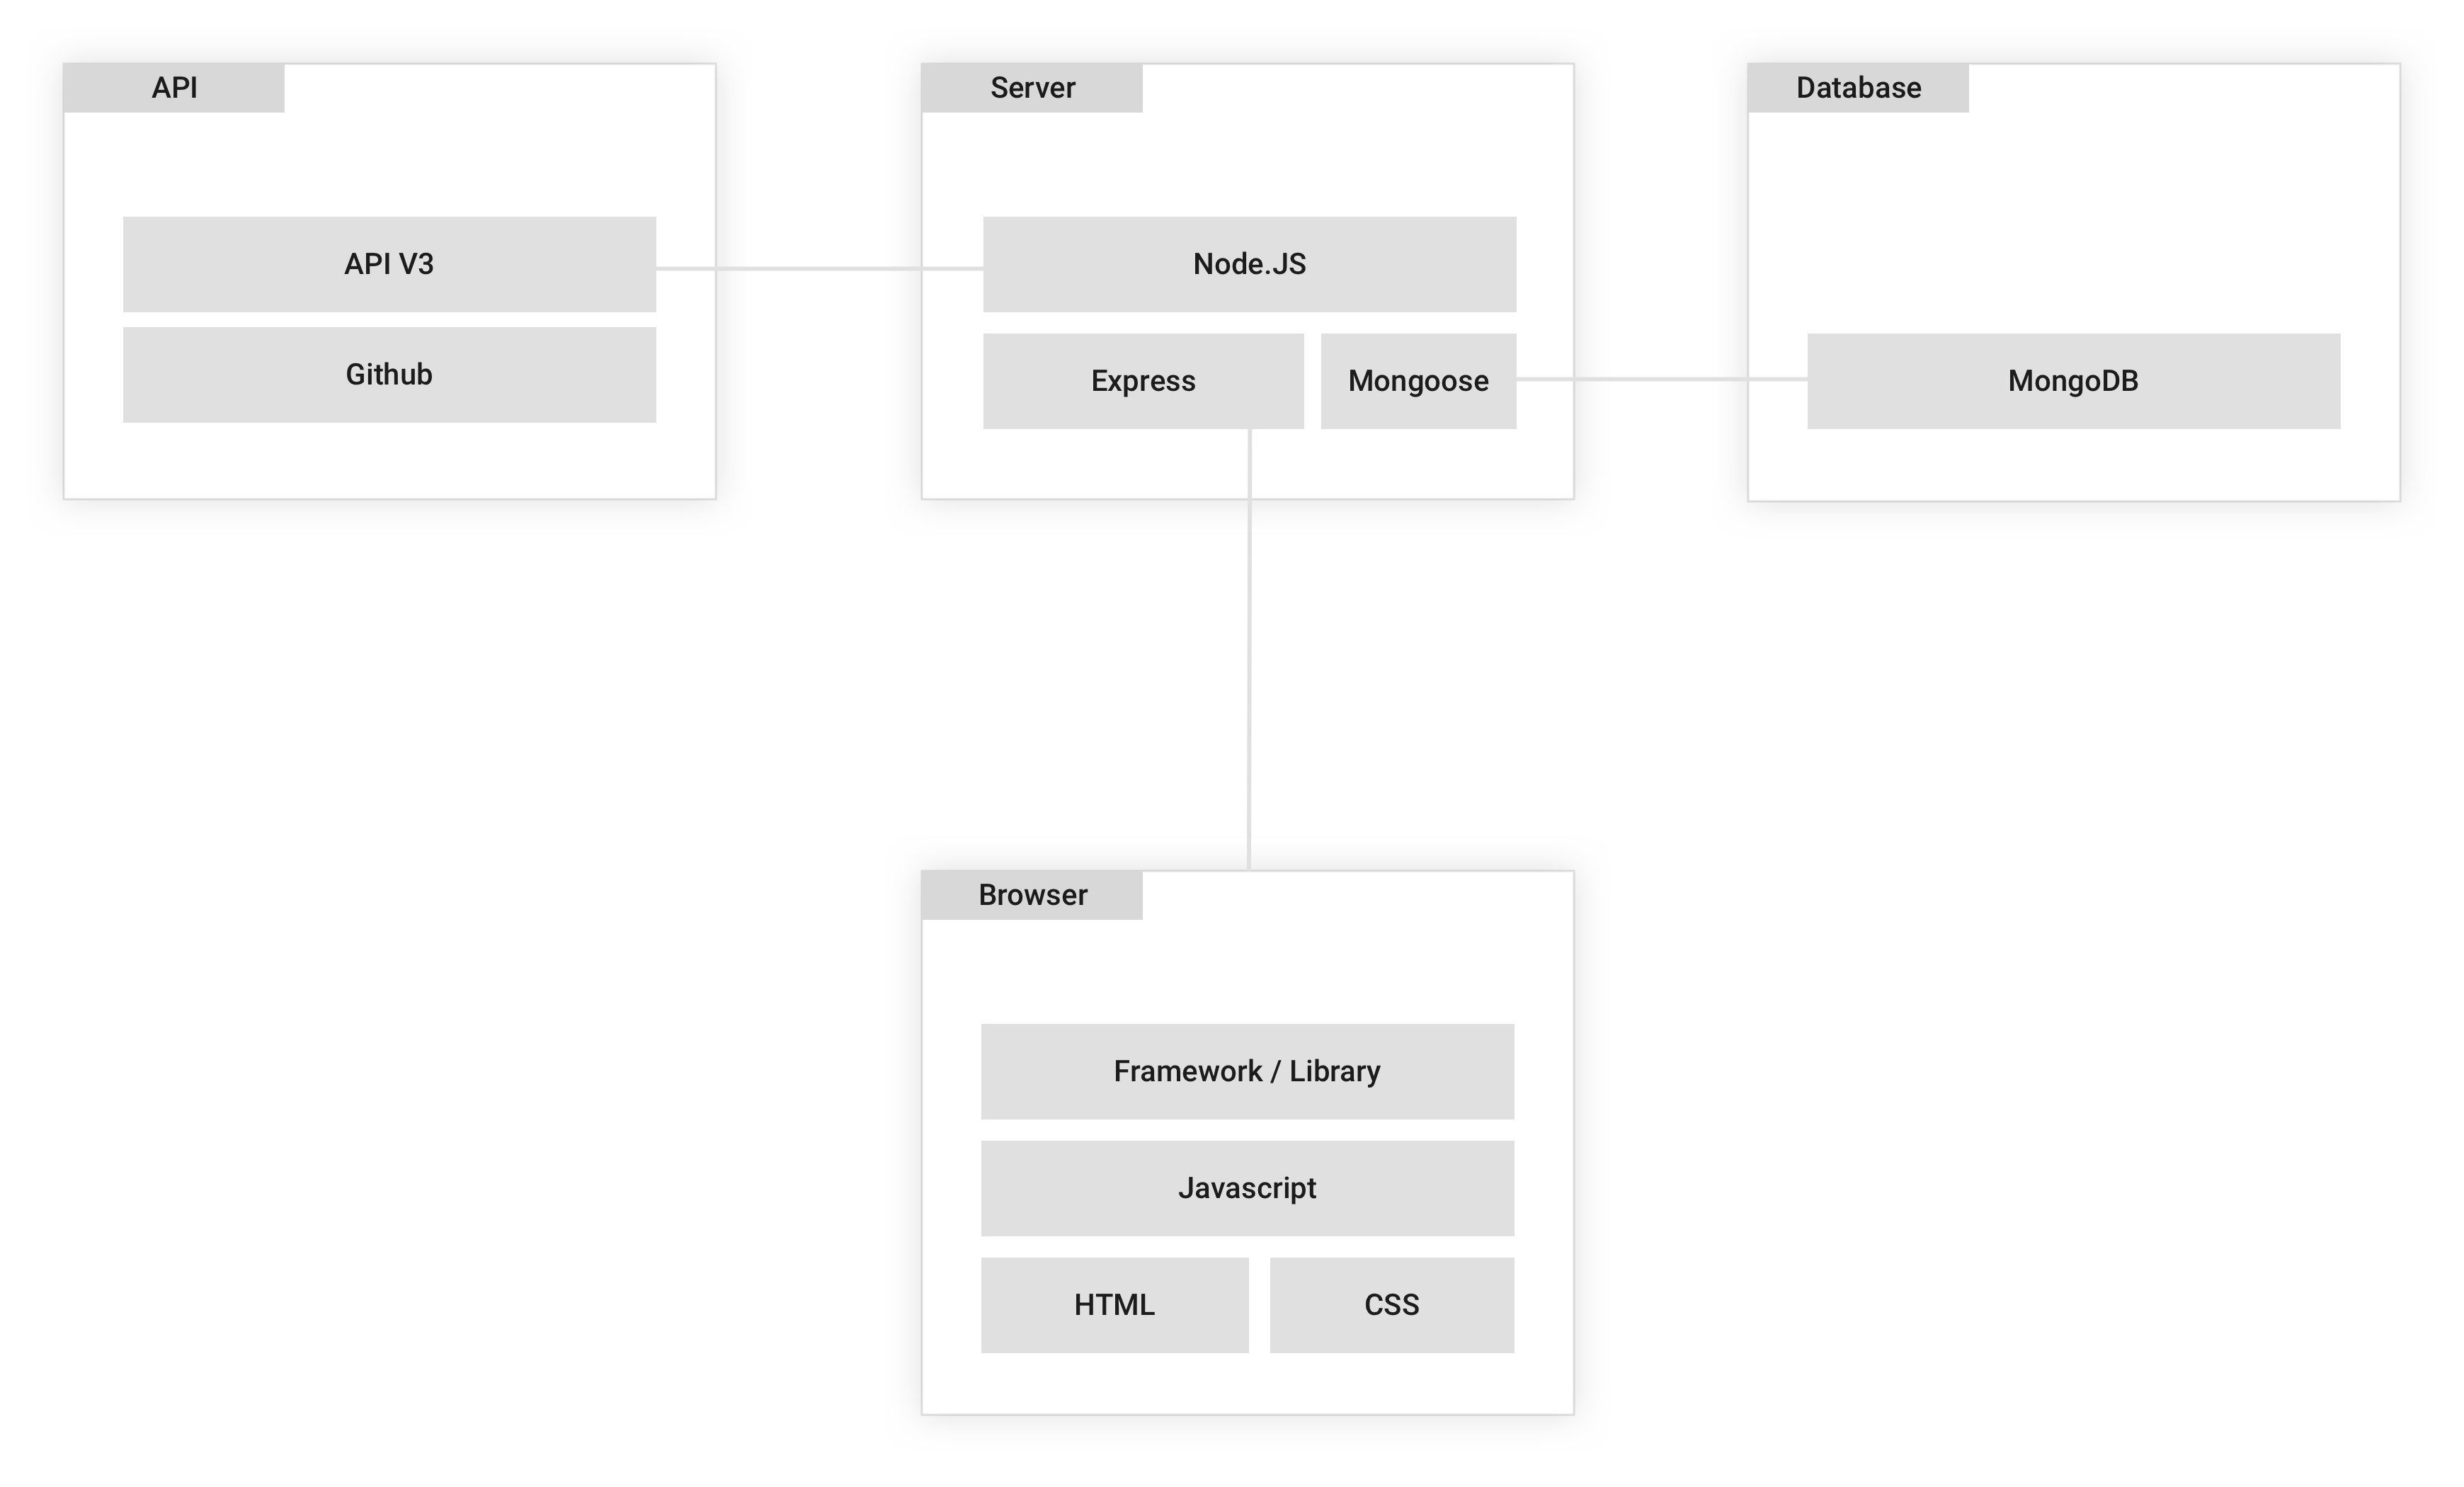 API
API V3
Github
Server
Node.JS
Express
Mongoose
Database
MongoDB
Browser
Framework / Library
Javascript
HTML
CSS